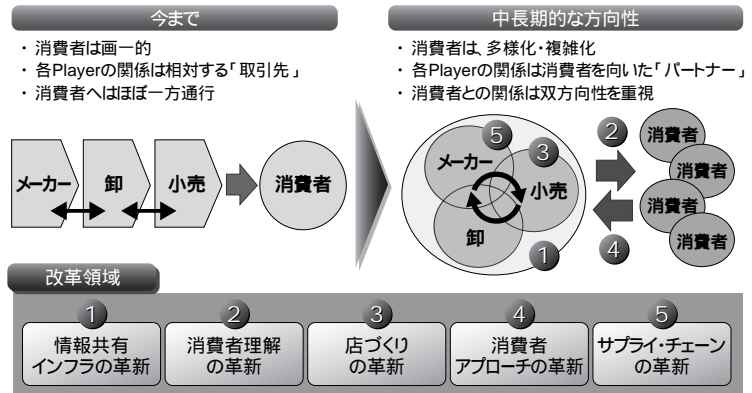 今まで
・ 消費者は画一的
・ 各Playerの関係は相対する「取引先」
・ 消費者へはほぼ一方通行
メーカー
卸
小売
消費者
中長期的な方向性
・ 消費者は、多様化・複雑化
・ 各Playerの関係は消費者を向いた「パートナー」
・ 消費者との関係は双方向性を重視
5
メーカー
3
小売
卸
1
2
4
消費者
消費者
消費者
消費者
改革領域
1
情報共有
インフラの革新
2
消費者理解
の革新
3
店づくり
の革新
4
消費者
アプローチの革新
5
サプライ・チェーン
の革新